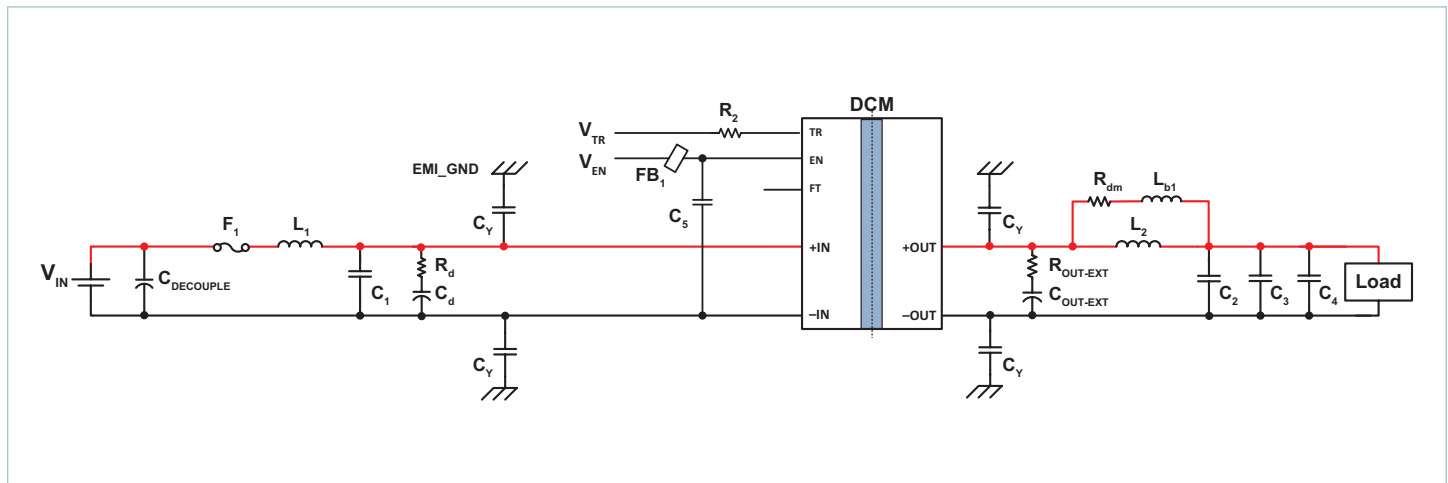 DCM
R2
VTR
TR
VEN
FB1
EN
EMI_GND
FT
CY
C5
CY
Rdm
Lb1
F1
L1
L2
+IN
+OUT
VIN
CDECOUPLE
C1
Rd
Cd
ROUT-EXT
COUT-EXT
C2
C3
C4
Load
–IN
–OUT
CY
CY